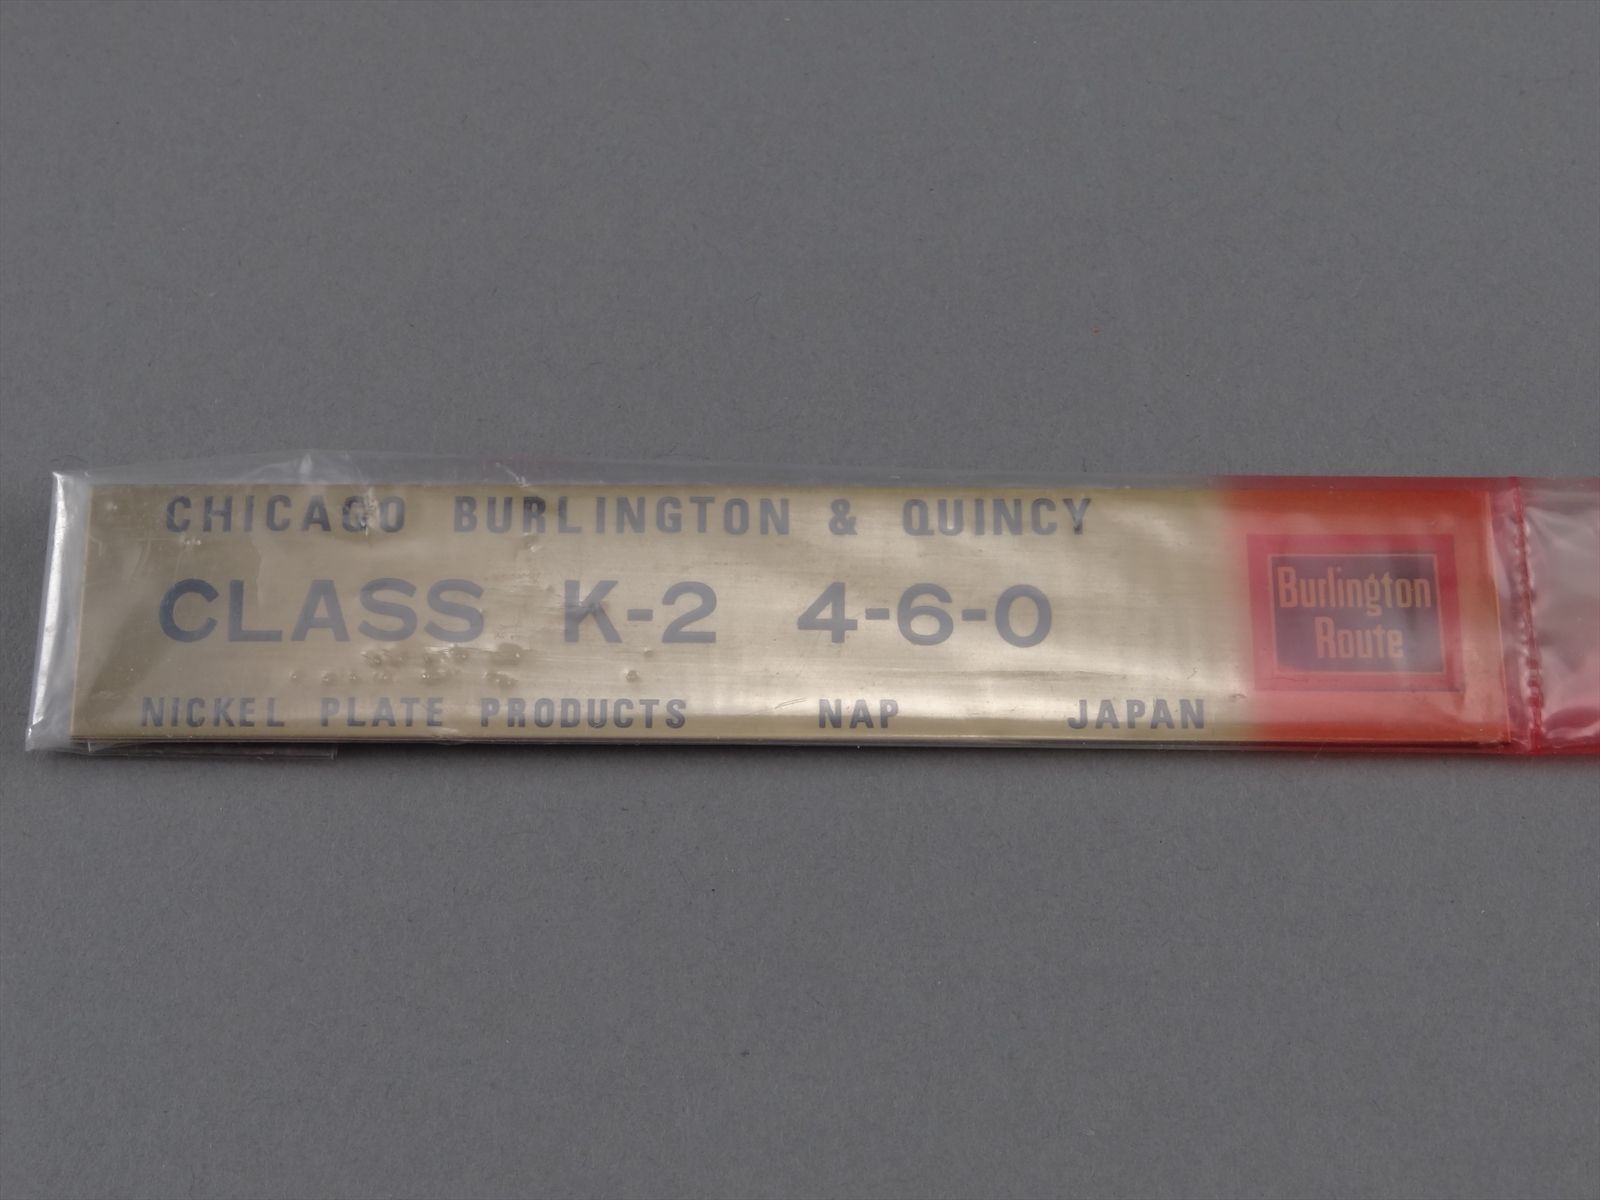 CHICAGO BURLINGTON & QUINCY
CLASS K-2 4-6-0
NICKEL PLATE PRODUCTS NAP JAPAN
Burlington
Route